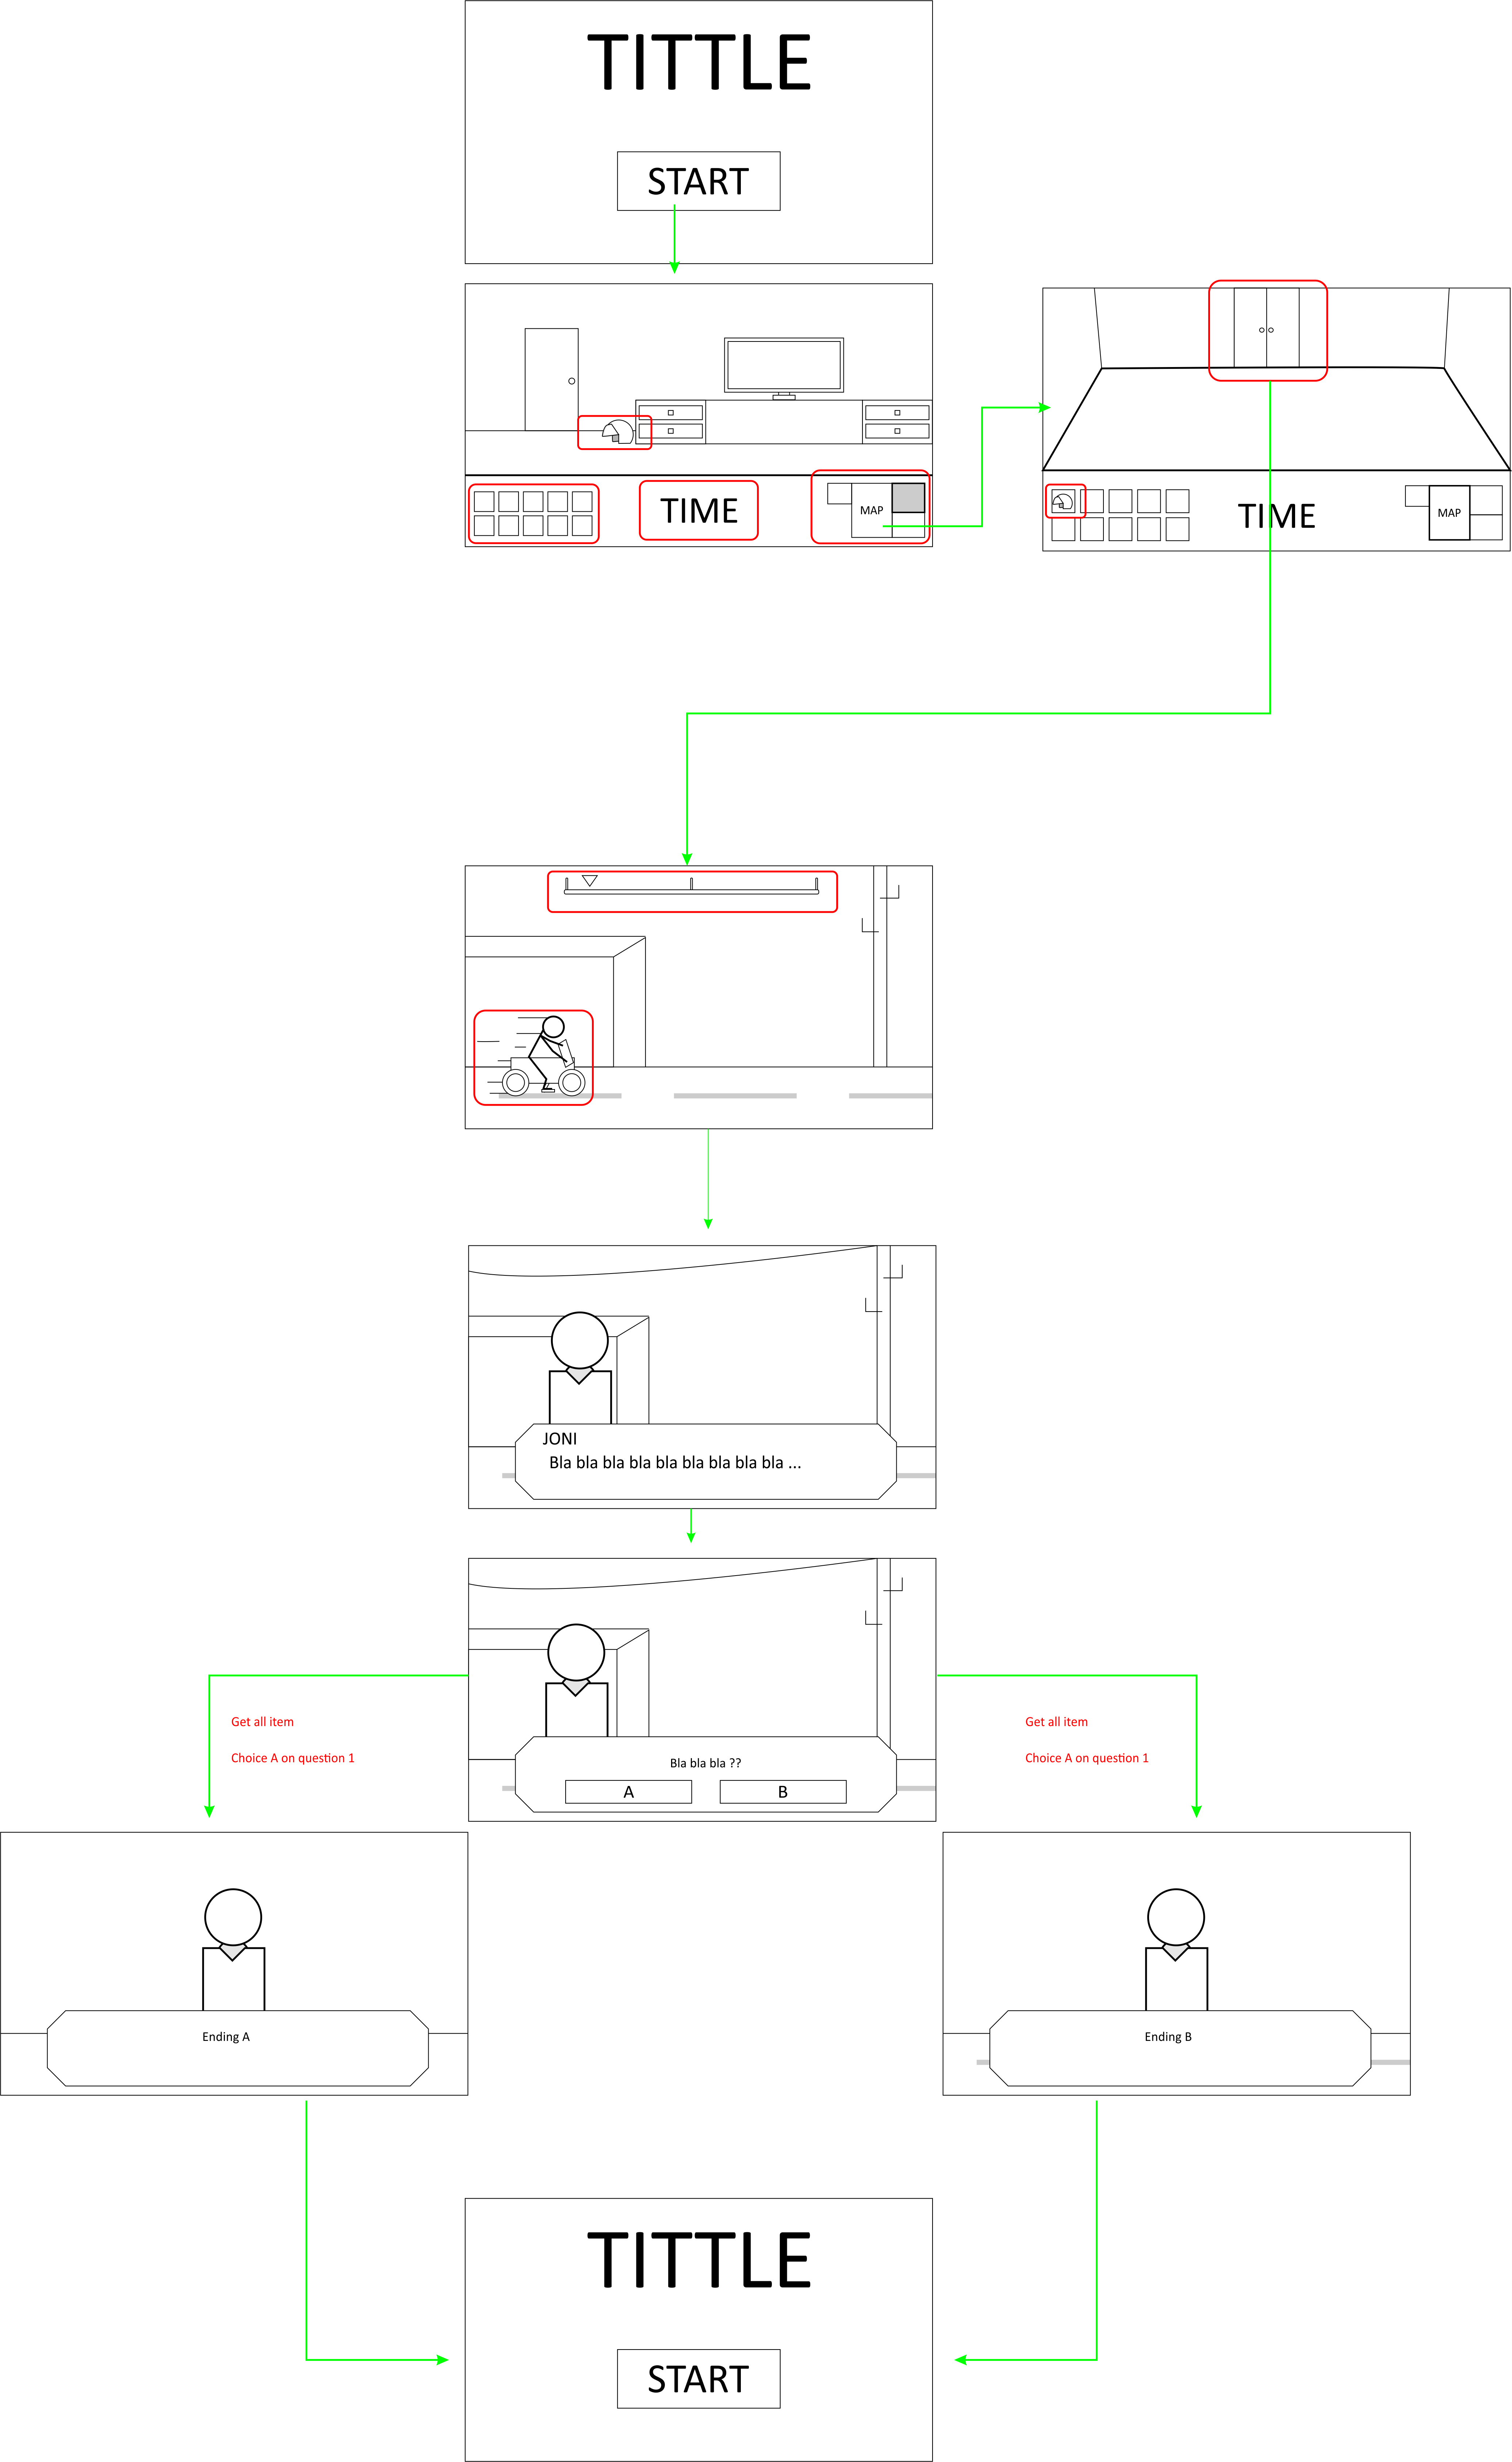 TITTLE
START
TIME
MAP
TIME
MAP
JONI
Bla bla bla bla bla bla bla bla bla ...
Get all item
Choice A on question 1
Bla bla bla ??
A
B
Get all item
Choice A on question 1
Ending A
Ending B
TITTLE
START